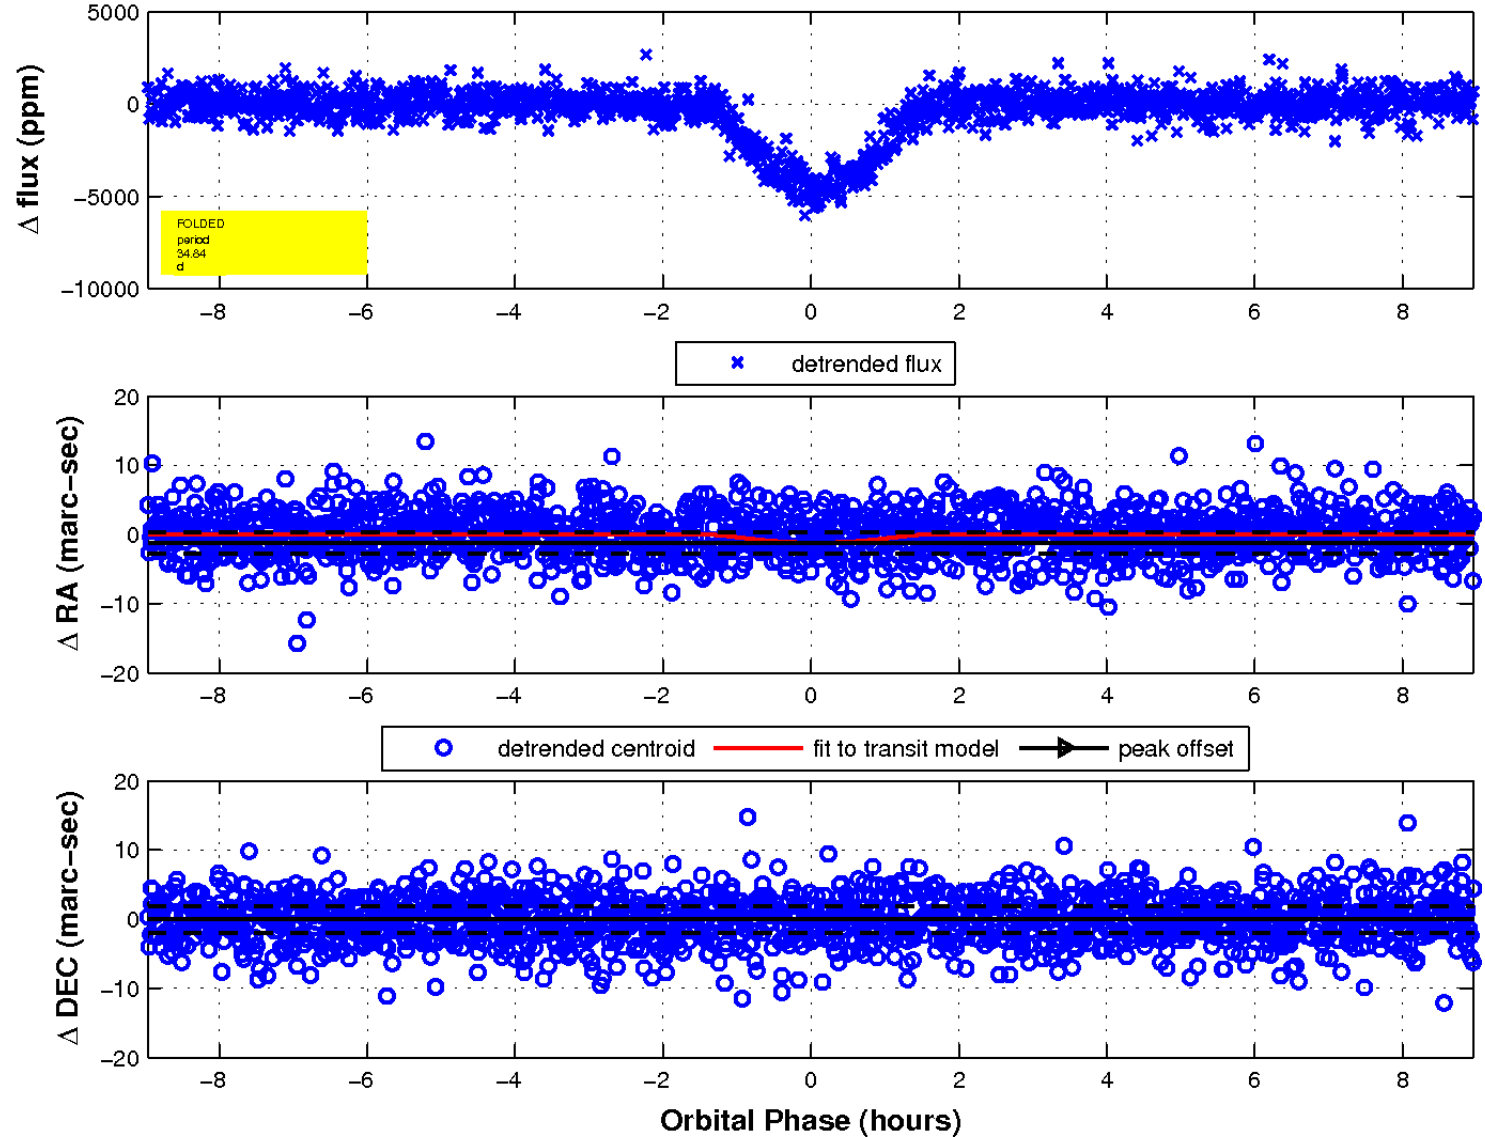 Δ flux (ppm)
5000
0
−5000
−10000
FOLDED
period
34.84
d
−8 −6 −4 −2 0 2 4 6 8
detrended flux
Δ RA (marc−sec)
20
10
0
−10
−20
−8 −6 −4 −2 0 2 4 6 8
detrended centroid fit to transit model peak offset
Δ DEC (marc−sec)
20
10
0
−10
−20
−8 −6 −4 −2 0 2 4 6 8
Orbital Phase (hours)